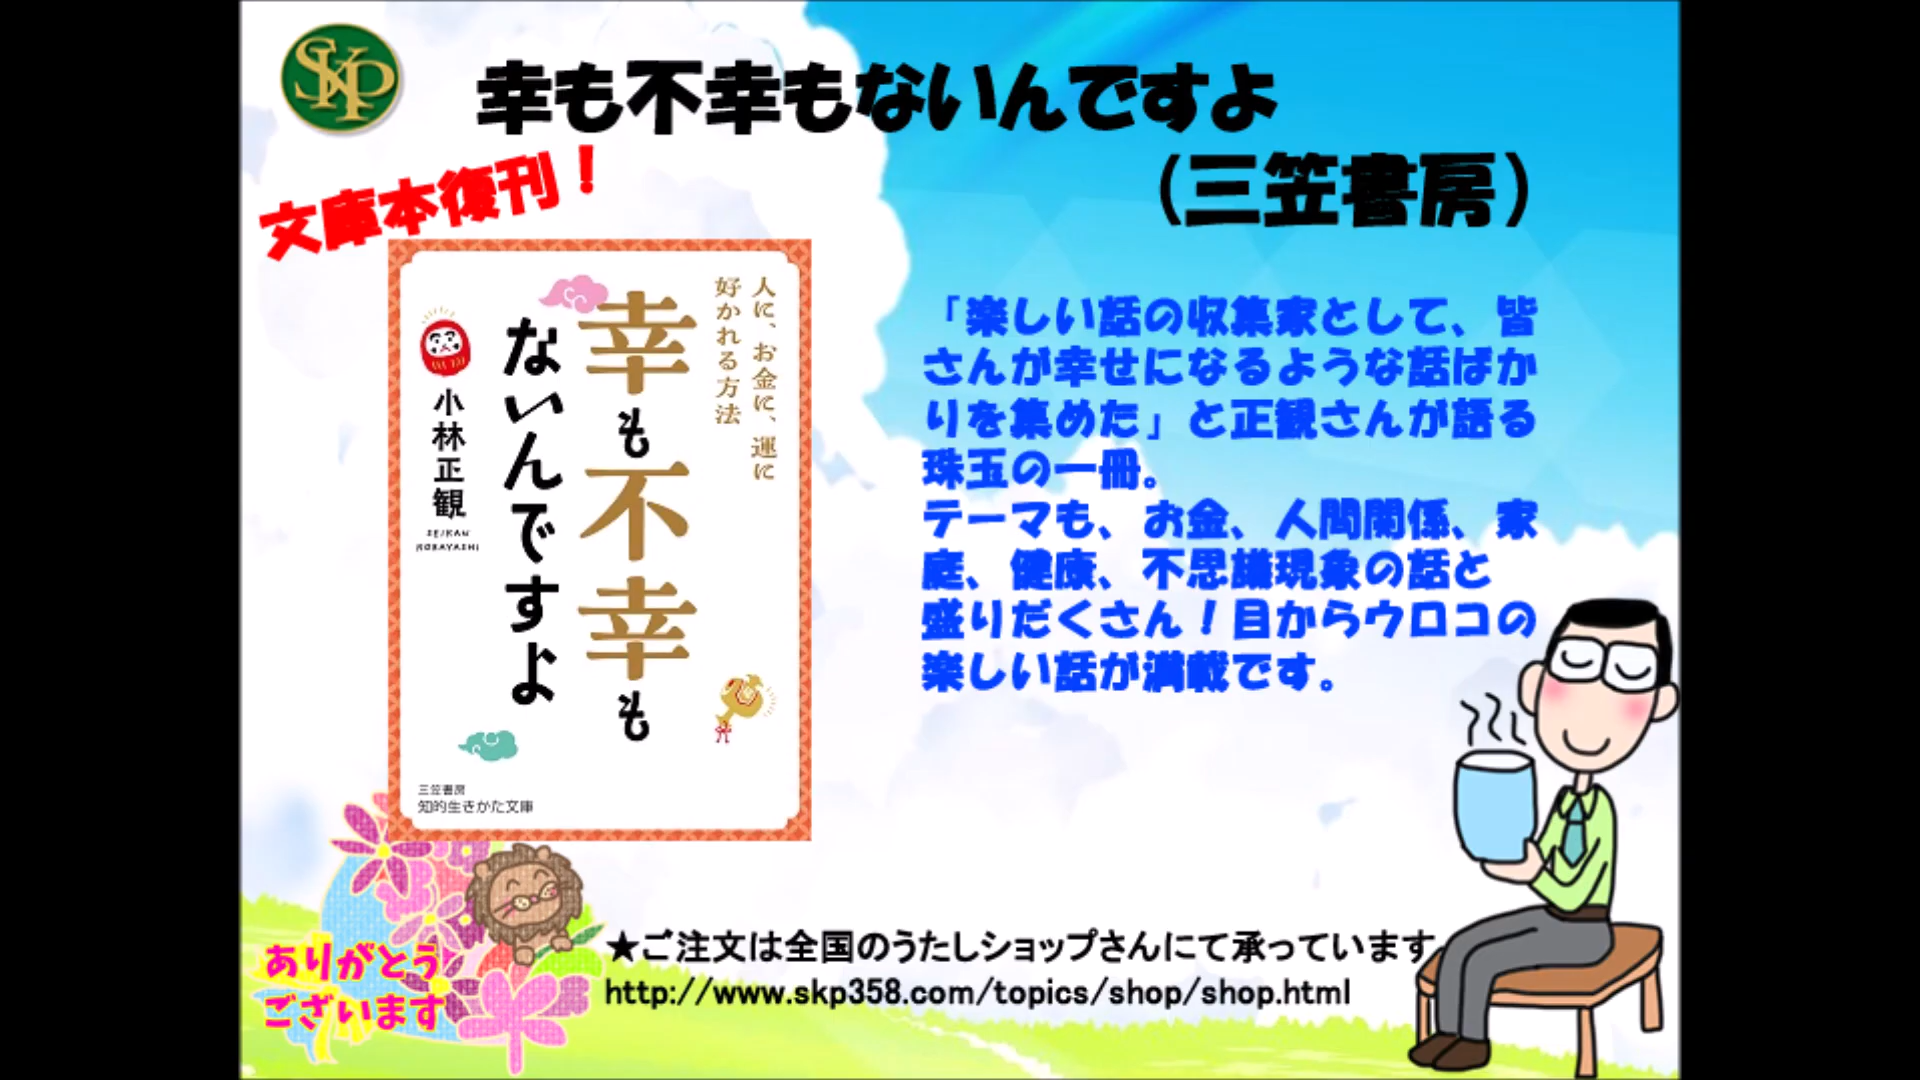 SKP
幸も不幸もないんですよ
（三笠書房）
文庫本復刊！
人に、お金に、運に
好かれる方法
幸も不幸も
ないんですよ
小林正観
SEIKAN
KOBAYASHI
三笠書房
知的生きかた文庫
「楽しい話の収集家として、皆
さんが幸せになるような話ばか
りを集めた」と正観さんが語る
珠玉の一冊。
テーマも、お金、人間関係、家
庭、健康、不思議現象の話と
盛りだくさん！目からウロコの
楽しい話が満載です。
ありがとう
ございます
★ご注文は全国のうたしショップさんにて承っています
http://www.skp358.com/topics/shop/shop.html